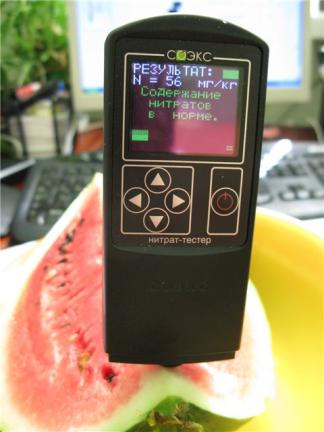 СОЭКС
РЕЗУЛЬТАТ:
N = 56 мг/кг
Содержание
нитратов
в норме.
нитрат-тестер